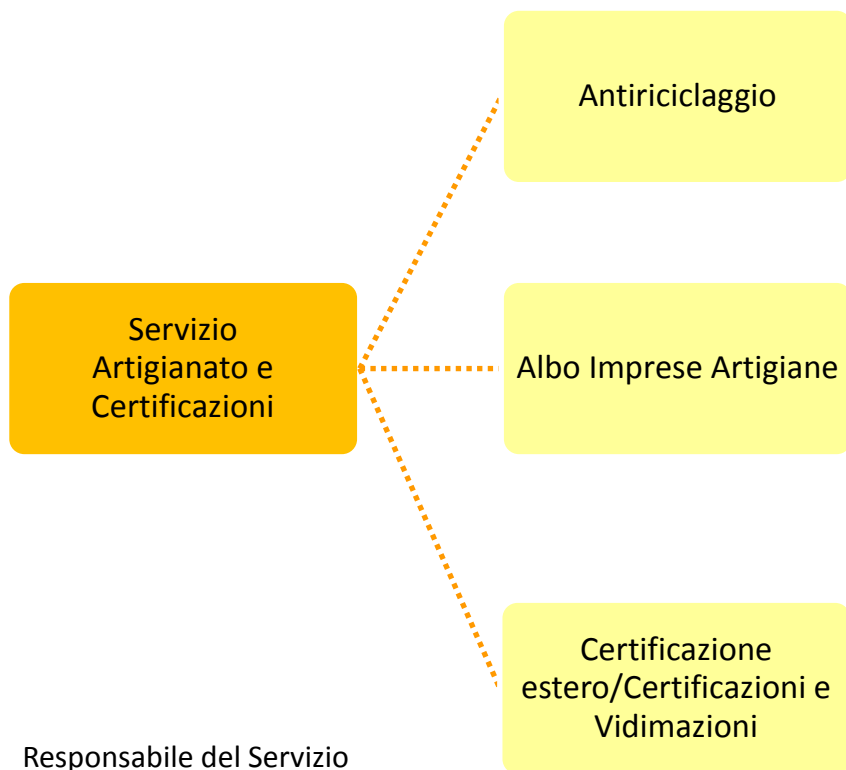 Antiriciclaggio
Servizio
Artigianato e
Certificazioni
Albo Imprese Artigiane
Certificazione
estero/Certificazioni e
Vidimazioni
Responsabile del Servizio